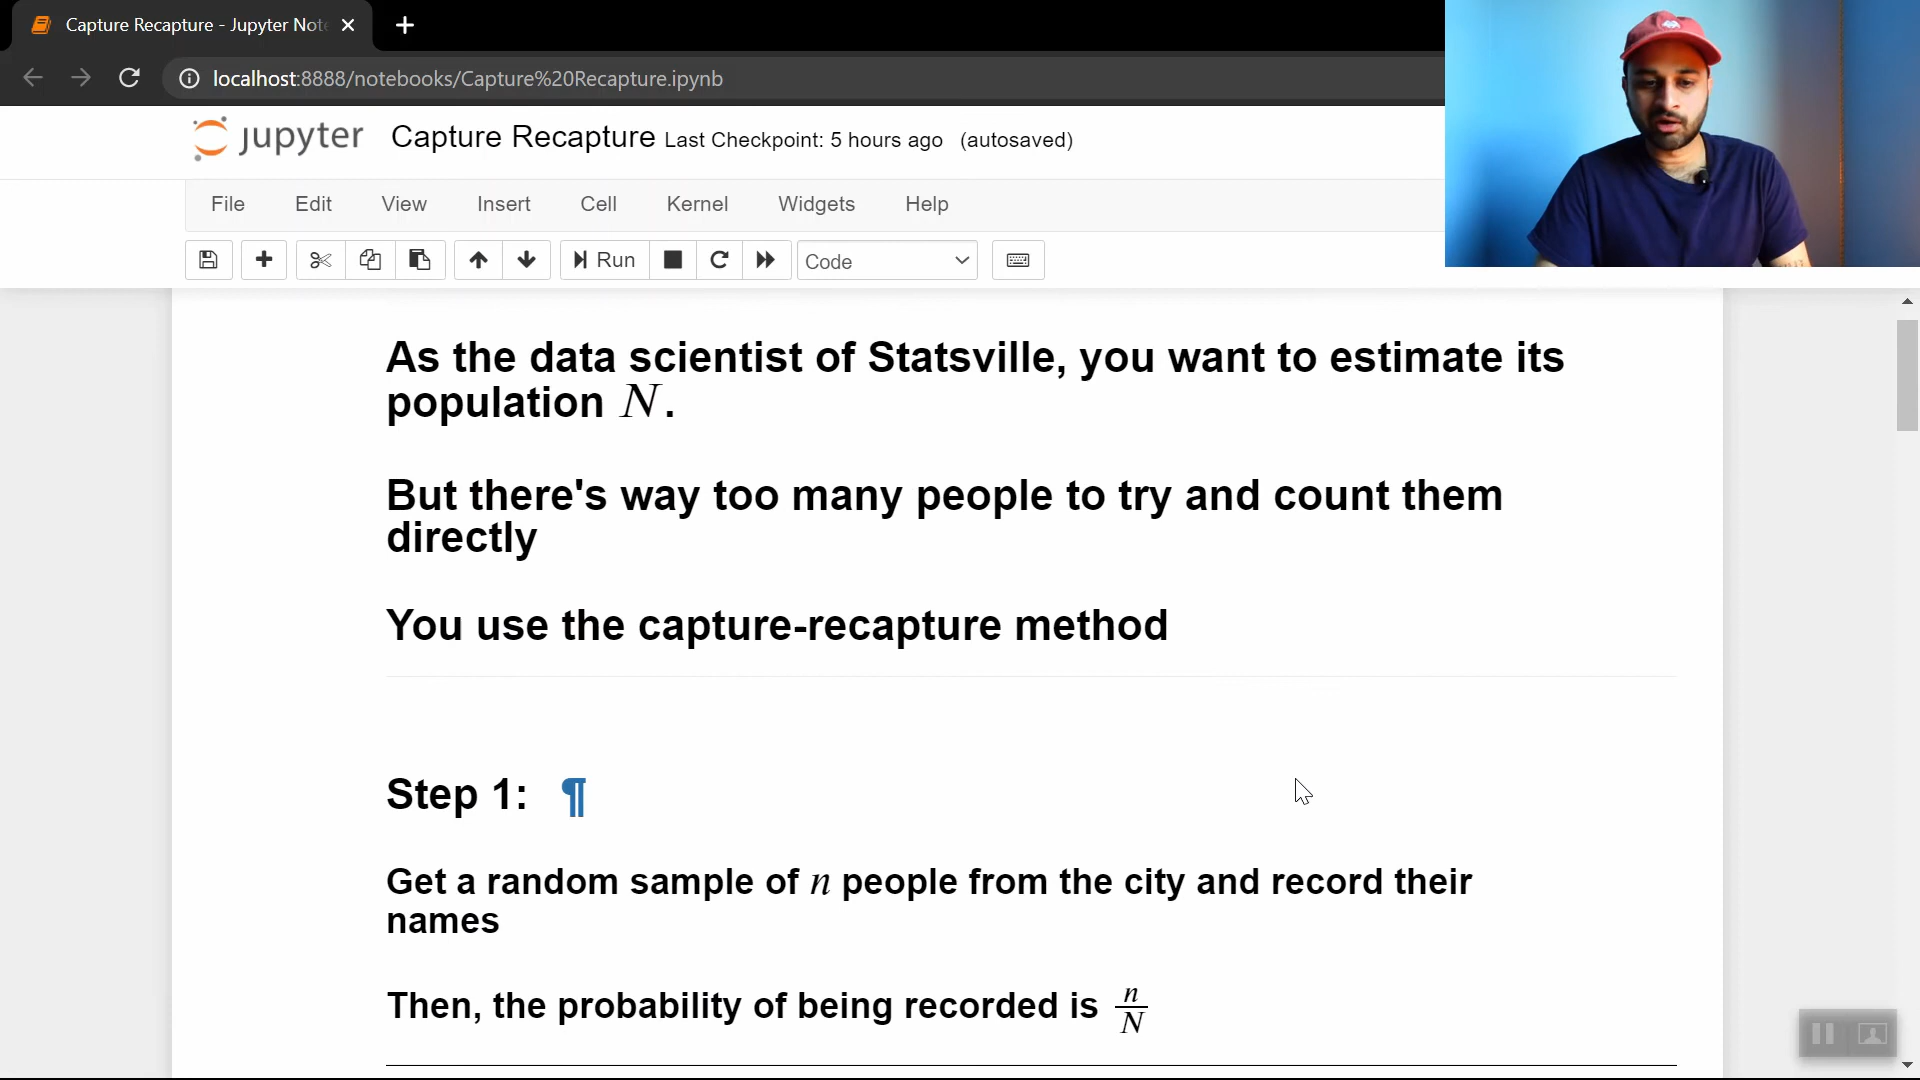 Capture Recapture - Jupyter Note
localhost:8888/notebooks/Capture%20Recapture.ipynb
jupyter Capture Recapture Last Checkpoint: 5 hours ago (autosaved)
File Edit View Insert Cell Kernel Widgets Help
Run Code
As the data scientist of Statsville, you want to estimate its
population N.
But there's way too many people to try and count them
directly
You use the capture-recapture method
Step 1: ¶
Get a random sample of n people from the city and record their
names
Then, the probability of being recorded is n/N